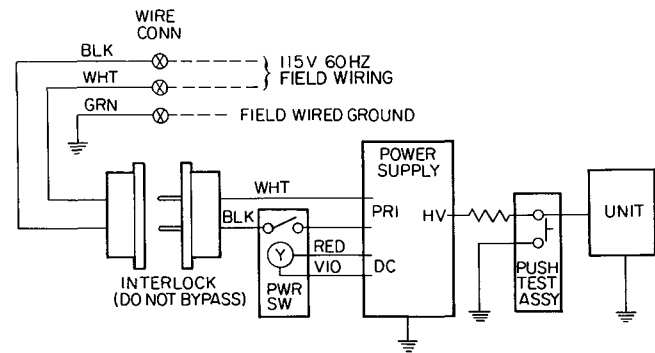 WIRE
CONN
BLK
WHT
GRN
115V 60HZ
FIELD WIRING
FIELD WIRED GROUND
POWER
SUPPLY
WHT
BLK
PRI
HV
UNIT
RED
VIO
Y
DC
INTERLOCK
(DO NOT BYPASS)
PWR
SW
PUSH
TEST
ASSY